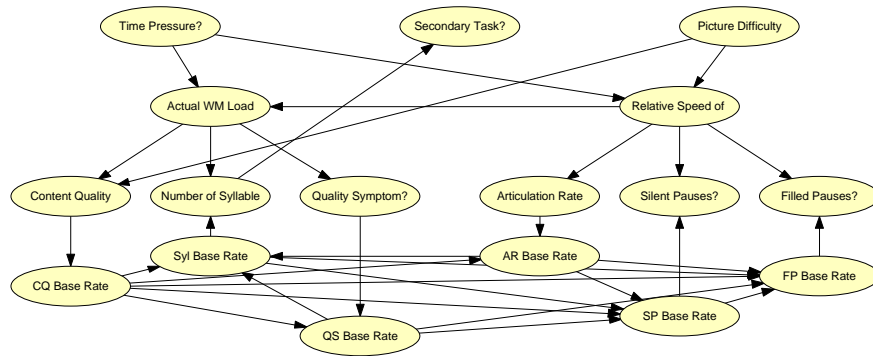 Time Pressure?
Secondary Task?
Picture Difficulty
Actual WM Load
Relative Speed of
Content Quality
Number of Syllable
Quality Symptom?
Articulation Rate
Silent Pauses?
Filled Pauses?
Syl Base Rate
AR Base Rate
CQ Base Rate
FP Base Rate
QS Base Rate
SP Base Rate